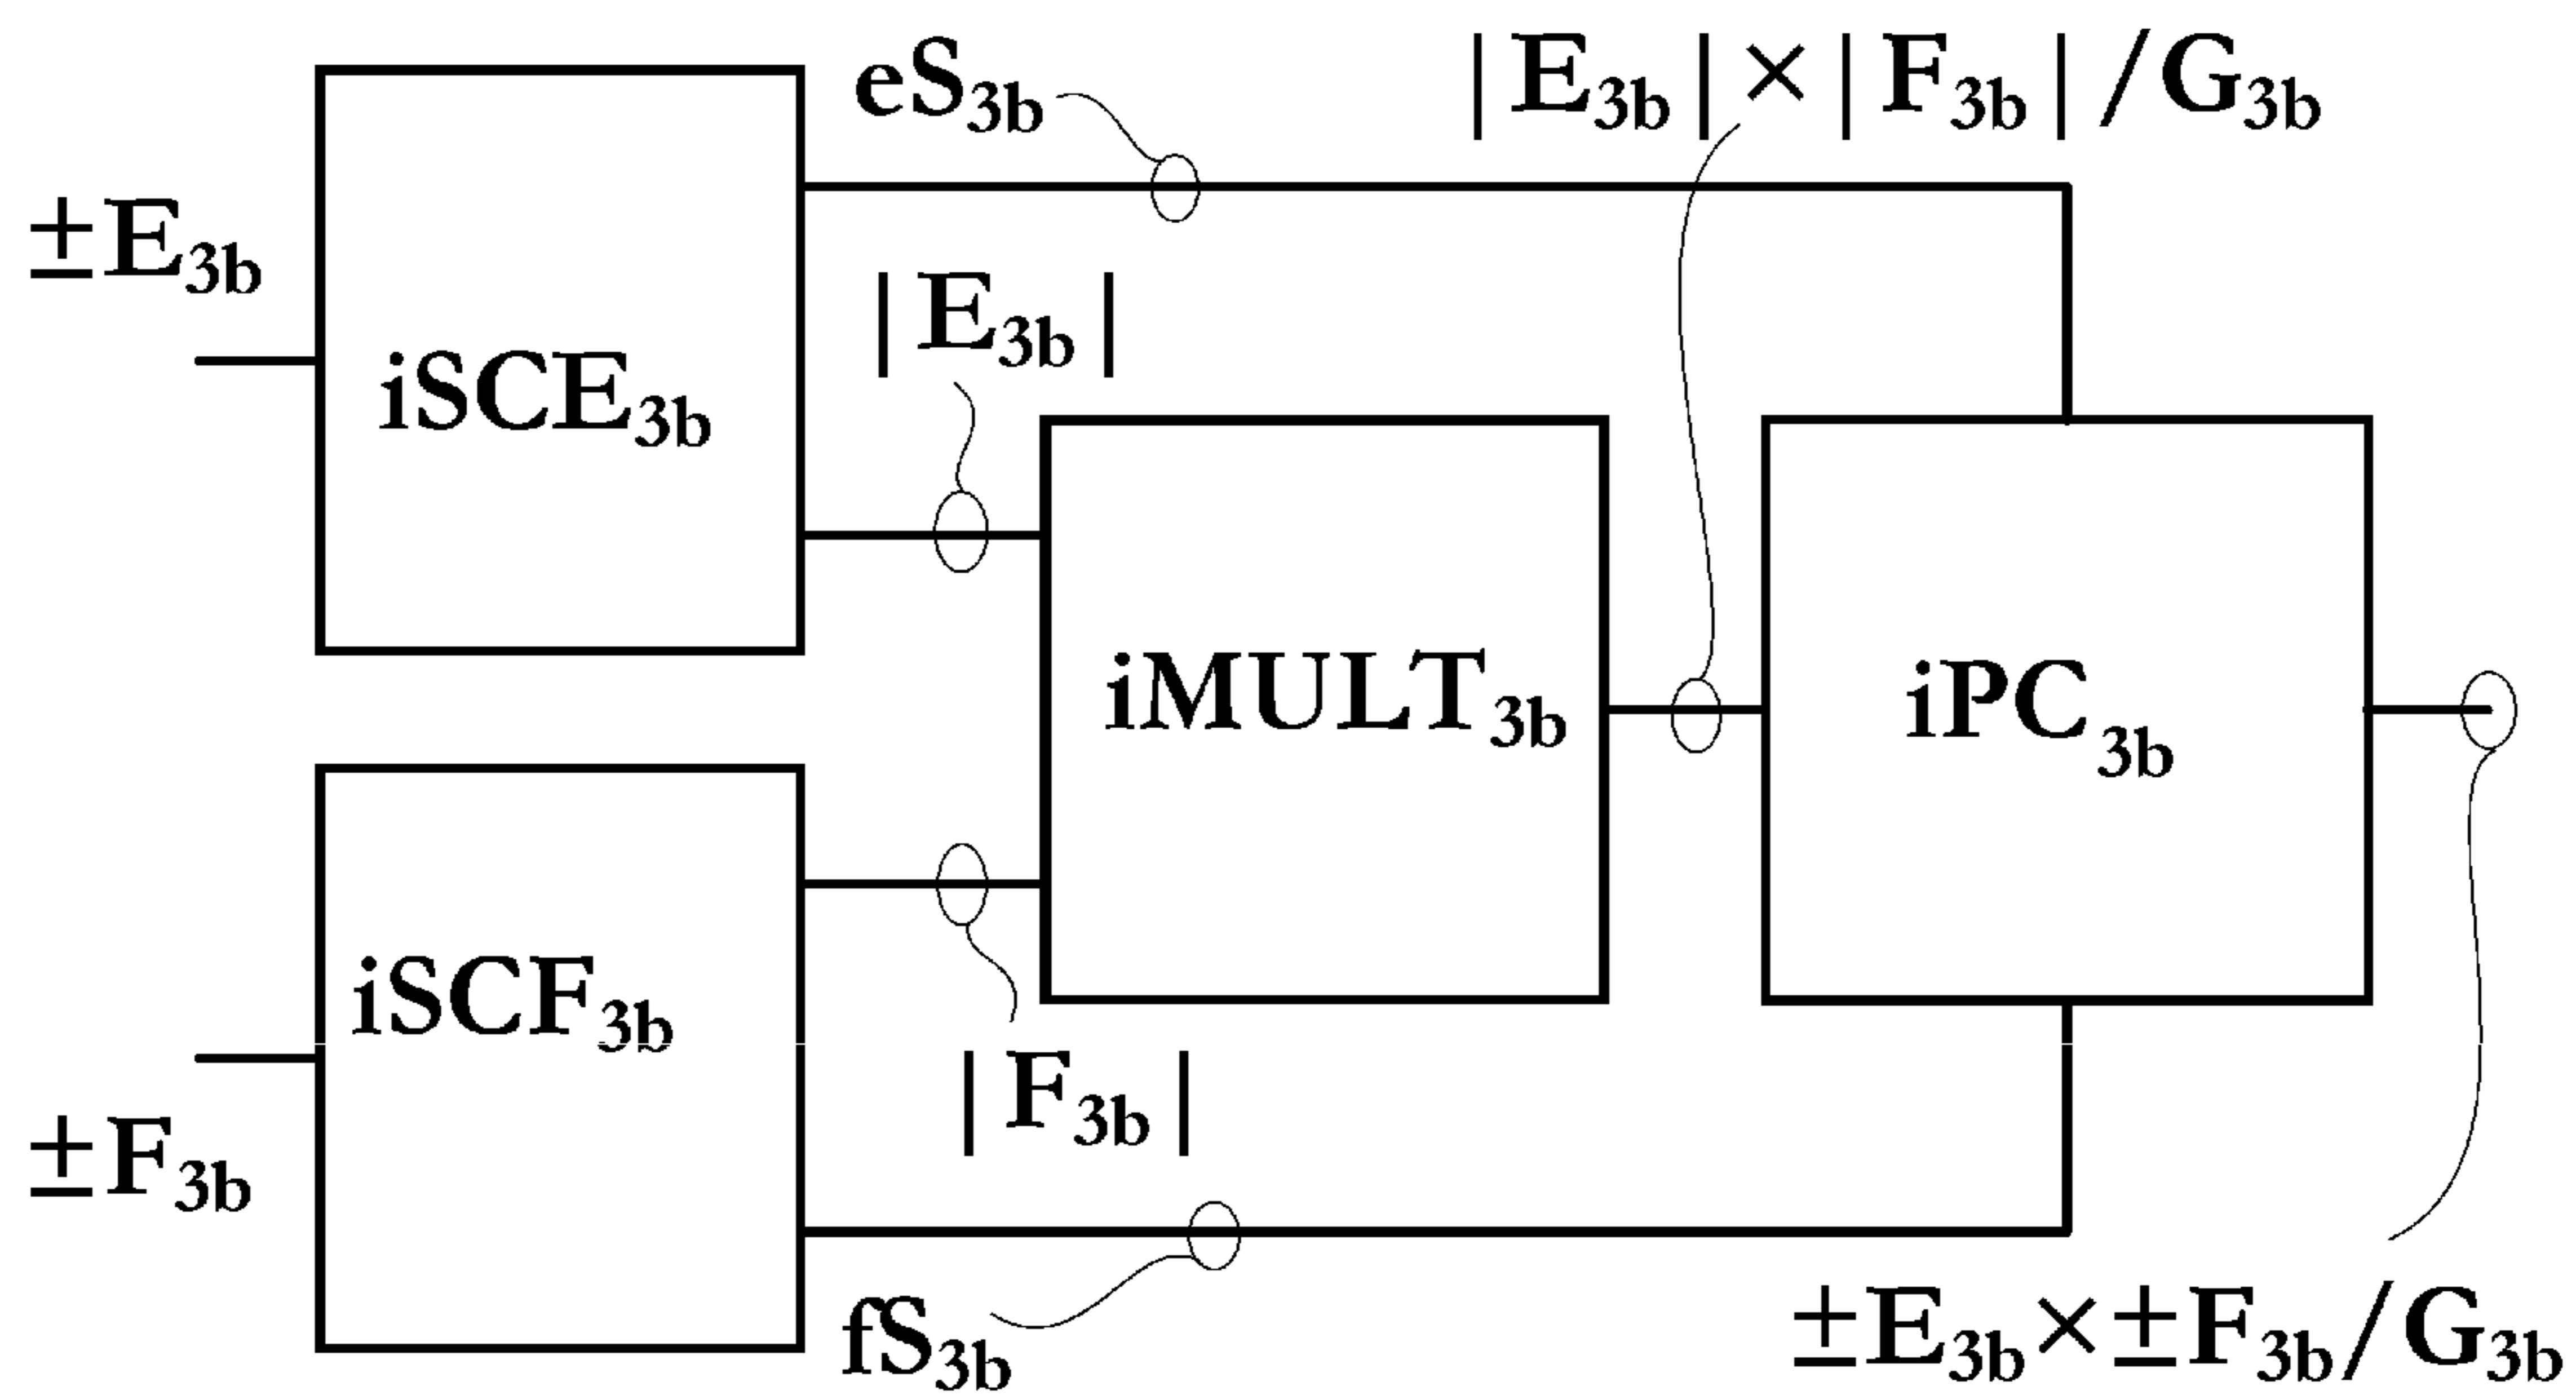 eS3b
|E3b|×|F3b|/G3b
±E3b
|E3b|
iSCE3b
iMULT3b
iPC3b
iSCF3b
|F3b|
±F3b
fS3b
±E3b×±F3b/G3b